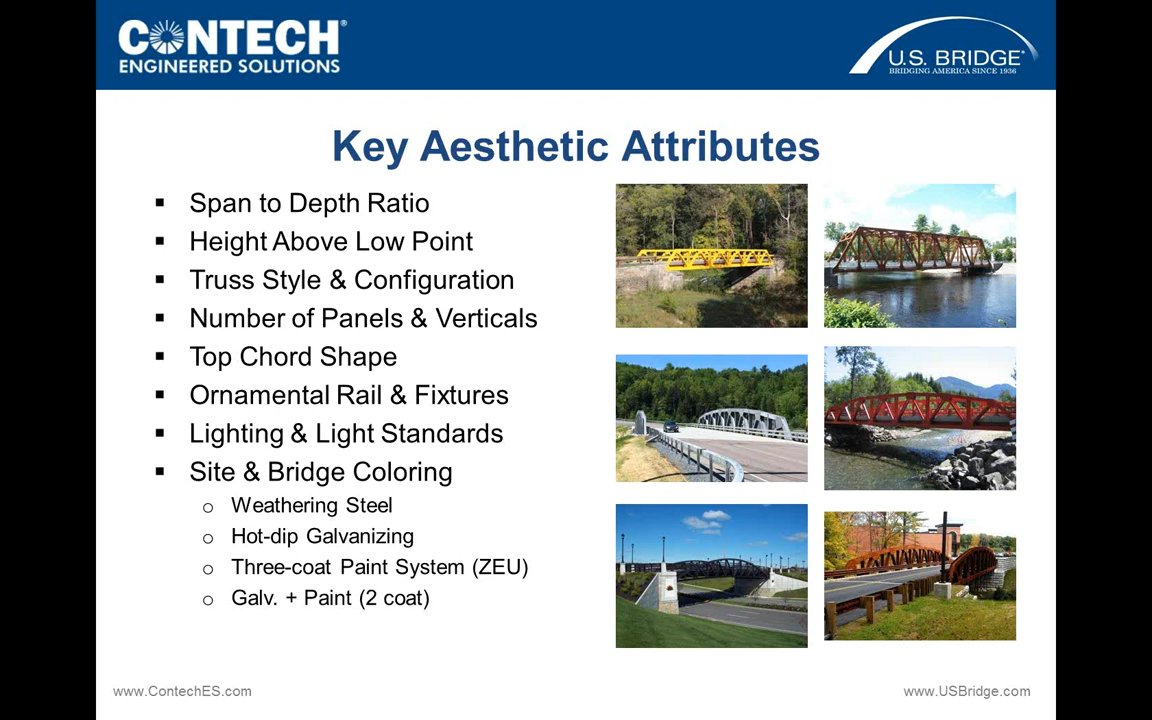 CONTECH®
ENGINEERED SOLUTIONS
U.S. BRIDGE®
BRIDGING AMERICA SINCE 1936
Key Aesthetic Attributes
▪ Span to Depth Ratio
▪ Height Above Low Point
▪ Truss Style & Configuration
▪ Number of Panels & Verticals
▪ Top Chord Shape
▪ Ornamental Rail & Fixtures
▪ Lighting & Light Standards
▪ Site & Bridge Coloring
o Weathering Steel
o Hot-dip Galvanizing
o Three-coat Paint System (ZEU)
o Galv. + Paint (2 coat)
www.ContechES.com
www.USBridge.com